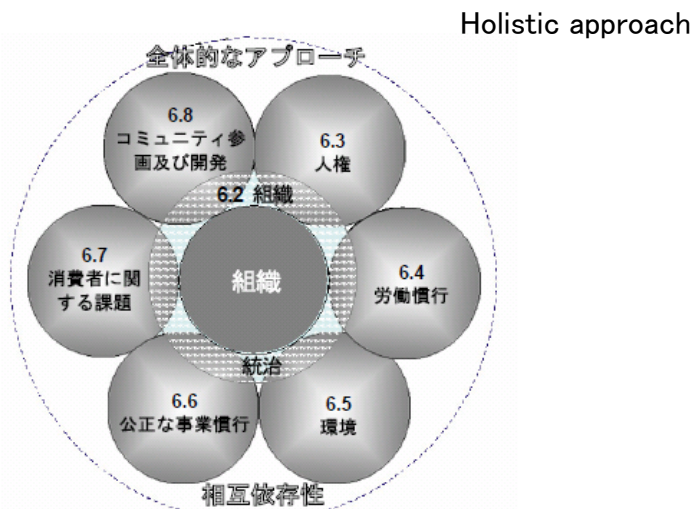 Holistic approach
全体的なアプローチ
6.8
コミュニティ参
画及び開発
6.3
人権
6.2 組織
6.7
消費者に関
する課題
組織
6.4
労働慣行
統治
6.6
公正な事業慣行
6.5
環境
相互依存性